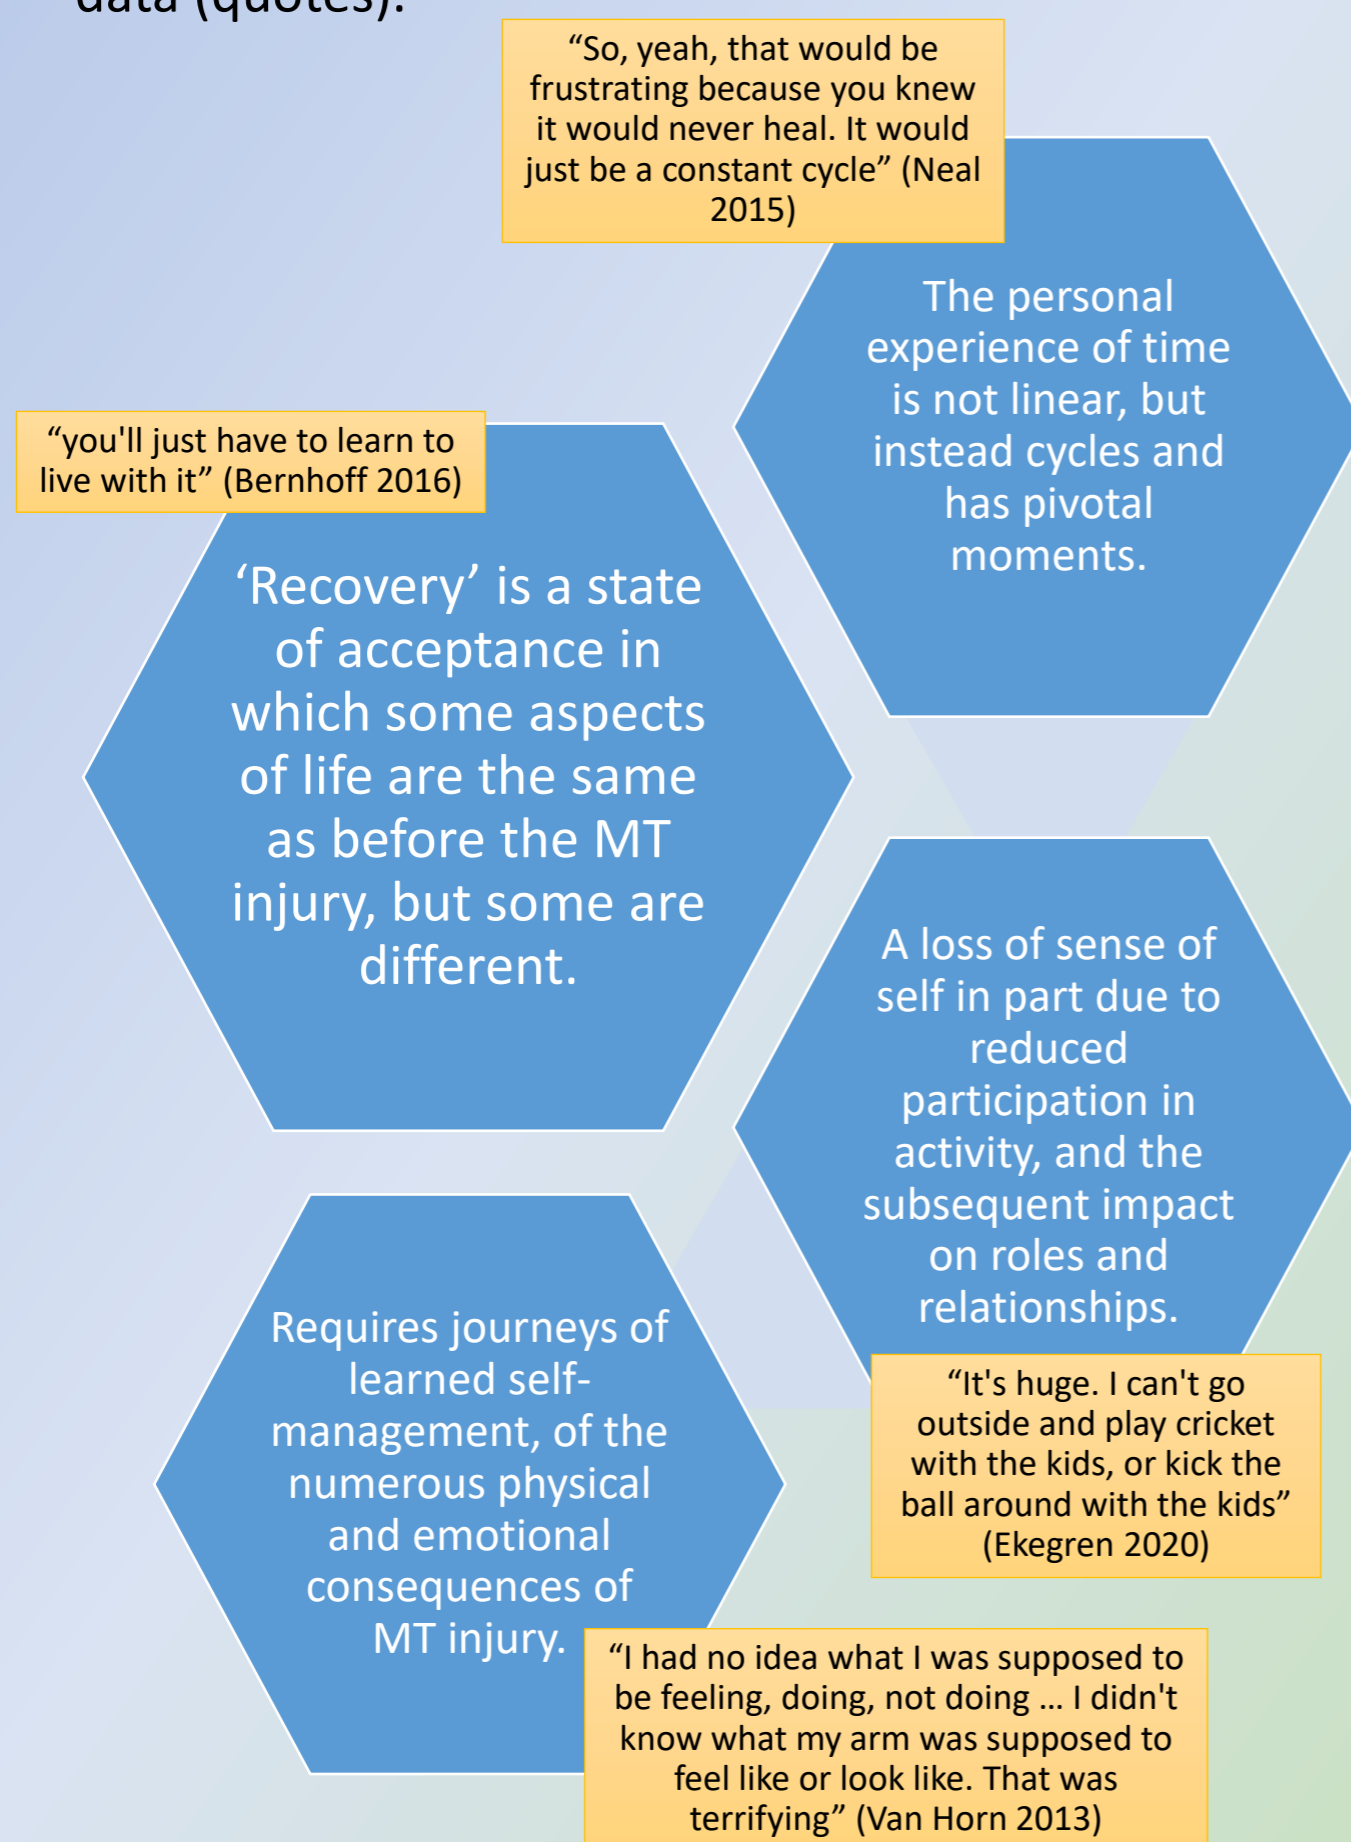 data (quotes).
“So, yeah, that would be
frustrating because you knew
it would never heal. It would
just be a constant cycle” (Neal
2015)
The personal
experience of time
is not linear, but
instead cycles and
has pivotal
moments.
“you'll just have to learn to
live with it” (Bernhoff 2016)
‘Recovery’ is a state
of acceptance in
which some aspects
of life are the same
as before the MT
injury, but some are
different.
A loss of sense of
self in part due to
reduced
participation in
activity, and the
subsequent impact
on roles and
relationships.
“It's huge. I can't go
outside and play cricket
with the kids, or kick the
ball around with the kids”
(Ekegren 2020)
Requires journeys of
learned self-
management, of the
numerous physical
and emotional
consequences of
MT injury.
“I had no idea what I was supposed to
be feeling, doing, not doing ... I didn't
know what my arm was supposed to
feel like or look like. That was
terrifying” (Van Horn 2013)